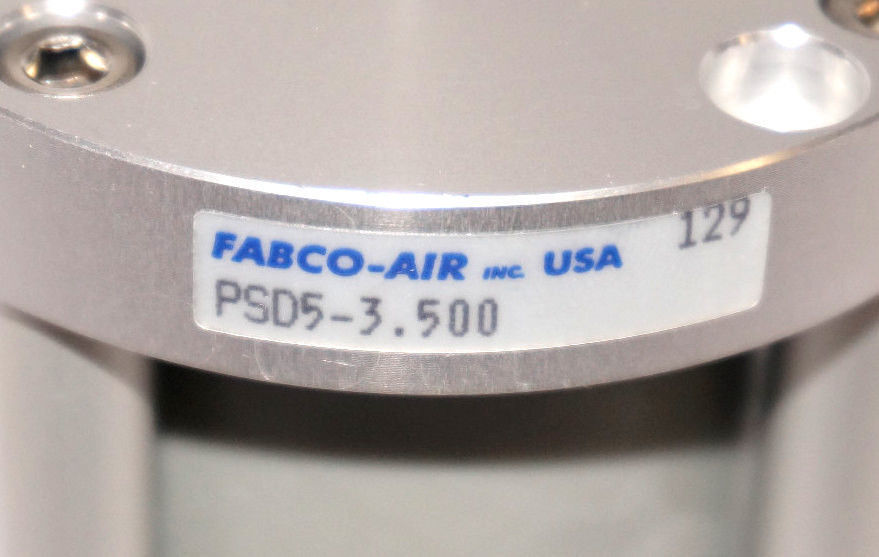 FABCO-AIR INC. USA 129
PSD5-3.500